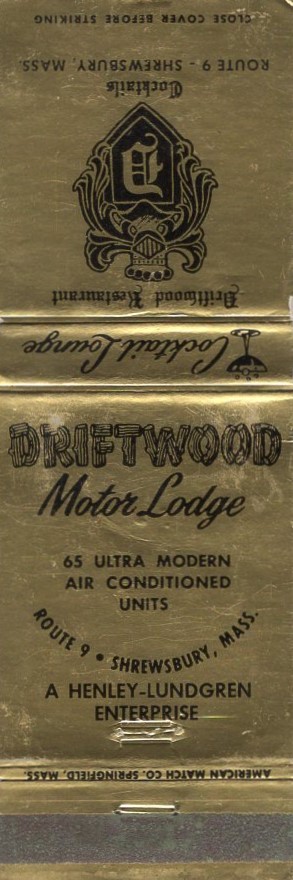 CLOSE COVER BEFORE STRIKING
ROUTE 9 - SHREWSBURY, MASS.
Cocktails
D
Driftwood Restaurant
Cocktail Lounge
DRIFTWOOD
Motor Lodge
65 ULTRA MODERN
AIR CONDITIONED
UNITS
ROUTE 9 • SHREWSBURY, MASS.
A HENLEY-LUNDGREN
ENTERPRISE
AMERICAN MATCH CO. SPRINGFIELD, MASS.